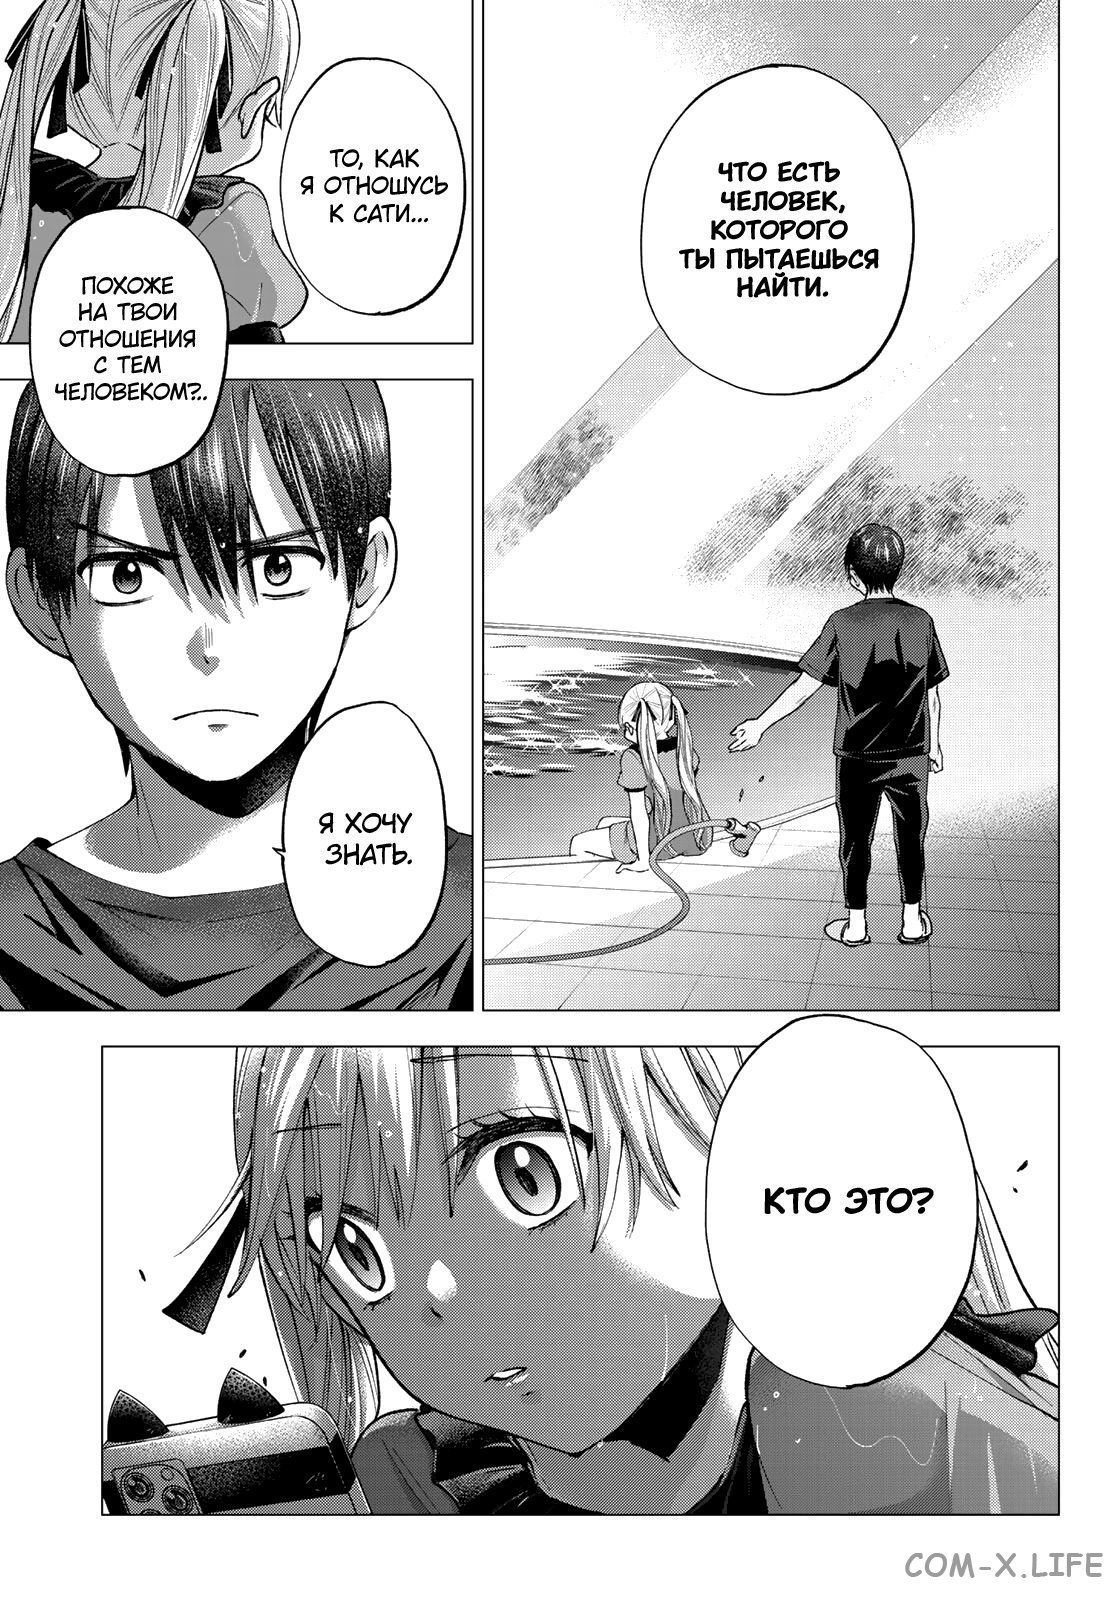 ЧТО ЕСТЬ
ЧЕЛОВЕК,
КОТОРОГО
ТЫ ПЫТАЕШЬСЯ
НАЙТИ.
ТО, КАК
Я ОТНОШУСЬ
К САТИ...
ПОХОЖЕ
НА ТВОИ
ОТНОШЕНИЯ
С ТЕМ
ЧЕЛОВЕКОМ?..
Я ХОЧУ
ЗНАТЬ.
КТО ЭТО?
COM-X.LIFE